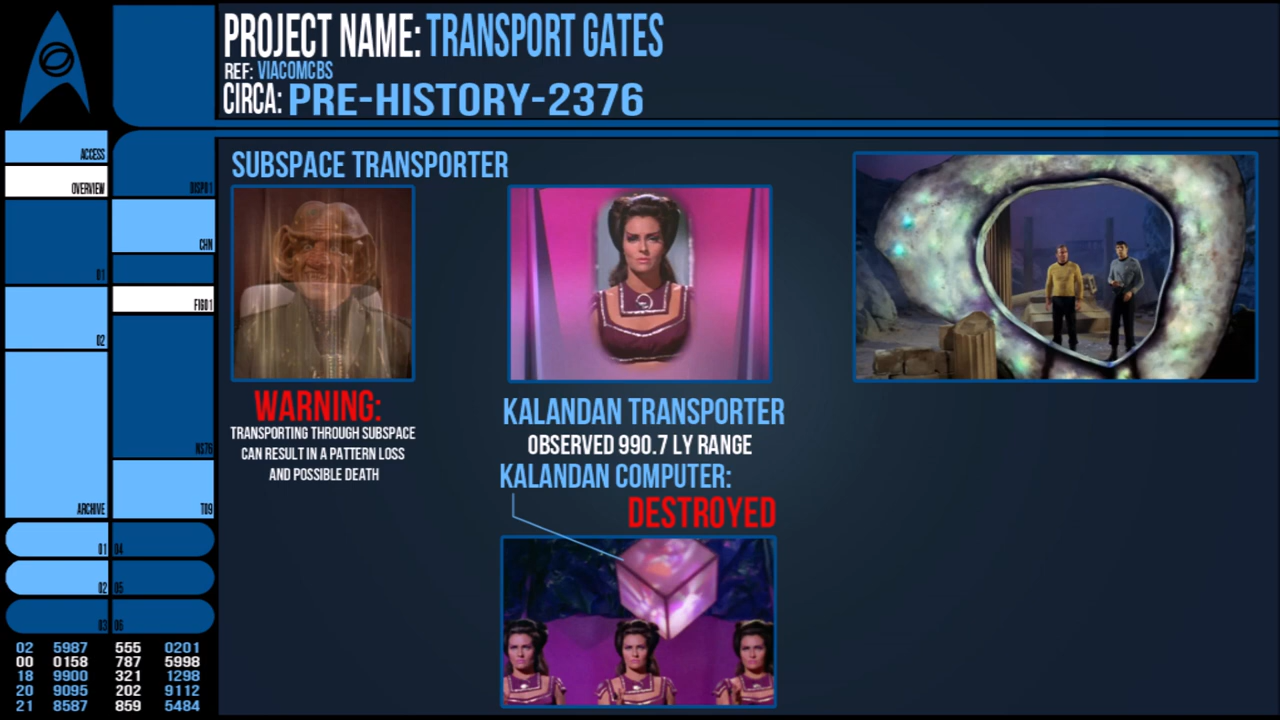 PROJECT NAME: TRANSPORT GATES
REF: VIACOMCBS
CIRCA: PRE-HISTORY-2376
ACCESS
OVERVIEW
01
02
ARCHIVE
01
02
03
DISP01
CHN
FIG01
NS76
T09
04
05
06
02 5987 555 0201
00 0158 787 5998
18 9900 321 1298
20 9095 202 9112
21 8587 859 5484
SUBSPACE TRANSPORTER
WARNING:
TRANSPORTING THROUGH SUBSPACE
CAN RESULT IN A PATTERN LOSS
AND POSSIBLE DEATH
KALANDAN TRANSPORTER
OBSERVED 990.7 LY RANGE
KALANDAN COMPUTER:
DESTROYED